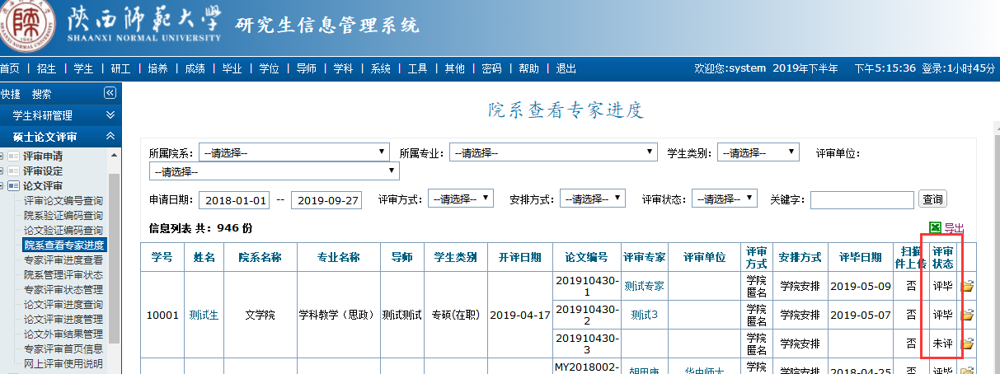 陕西师范大学 研究生信息管理系统
SHAANXI NORMAL UNIVERSITY
首页 | 招生 | 学生 | 研工 | 培养 | 成绩 | 毕业 | 学位 | 导师 | 学科 | 系统 | 工具 | 其他 | 密码 | 帮助 | 退出 欢迎您:system 2019年下半年 下午5:15:36 登录:1小时45分
快捷 搜索
学生科研管理
硕士论文评审
评审申请
评审设定
论文评审
评审论文编号查询
院系验证编码查询
论文验证编码查询
院系查看专家进度
专家评审进度查看
院系管理评审状态
专家评审状态管理
论文评审进度查询
论文评审进度管理
论文外审结果管理
专家评审首页信息
网上评审使用说明
院系查看专家进度
所属院系: --请选择-- 所属专业: --请选择-- 学生类别: --请选择-- 评审单位:
--请选择--
申请日期: 2018-01-01 -- 2019-09-27 评审方式: --请选择-- 安排方式: --请选择-- 评审状态: --请选择-- 关键字: 查询
信息列表 共: 946 份 导出
学号 姓名 院系名称 专业名称 导师 学生类别 开评日期 论文编号 评审专家 评审单位 评审方式 安排方式 评毕日期 扫描件上传 评审状态
10001 测试生 文学院 学科教学（思政） 测试测试 专硕(在职) 2019-04-17 201910430-1 测试专家 学院匿名 学院安排 2019-05-09 否 评毕
201910430-2 测试3 学院匿名 学院安排 2019-05-07 否 评毕
201910430-3 学院匿名 学院安排 否 未评
MY2018002- 华中师大 学院 学院安排 2018-04-25 否 评毕